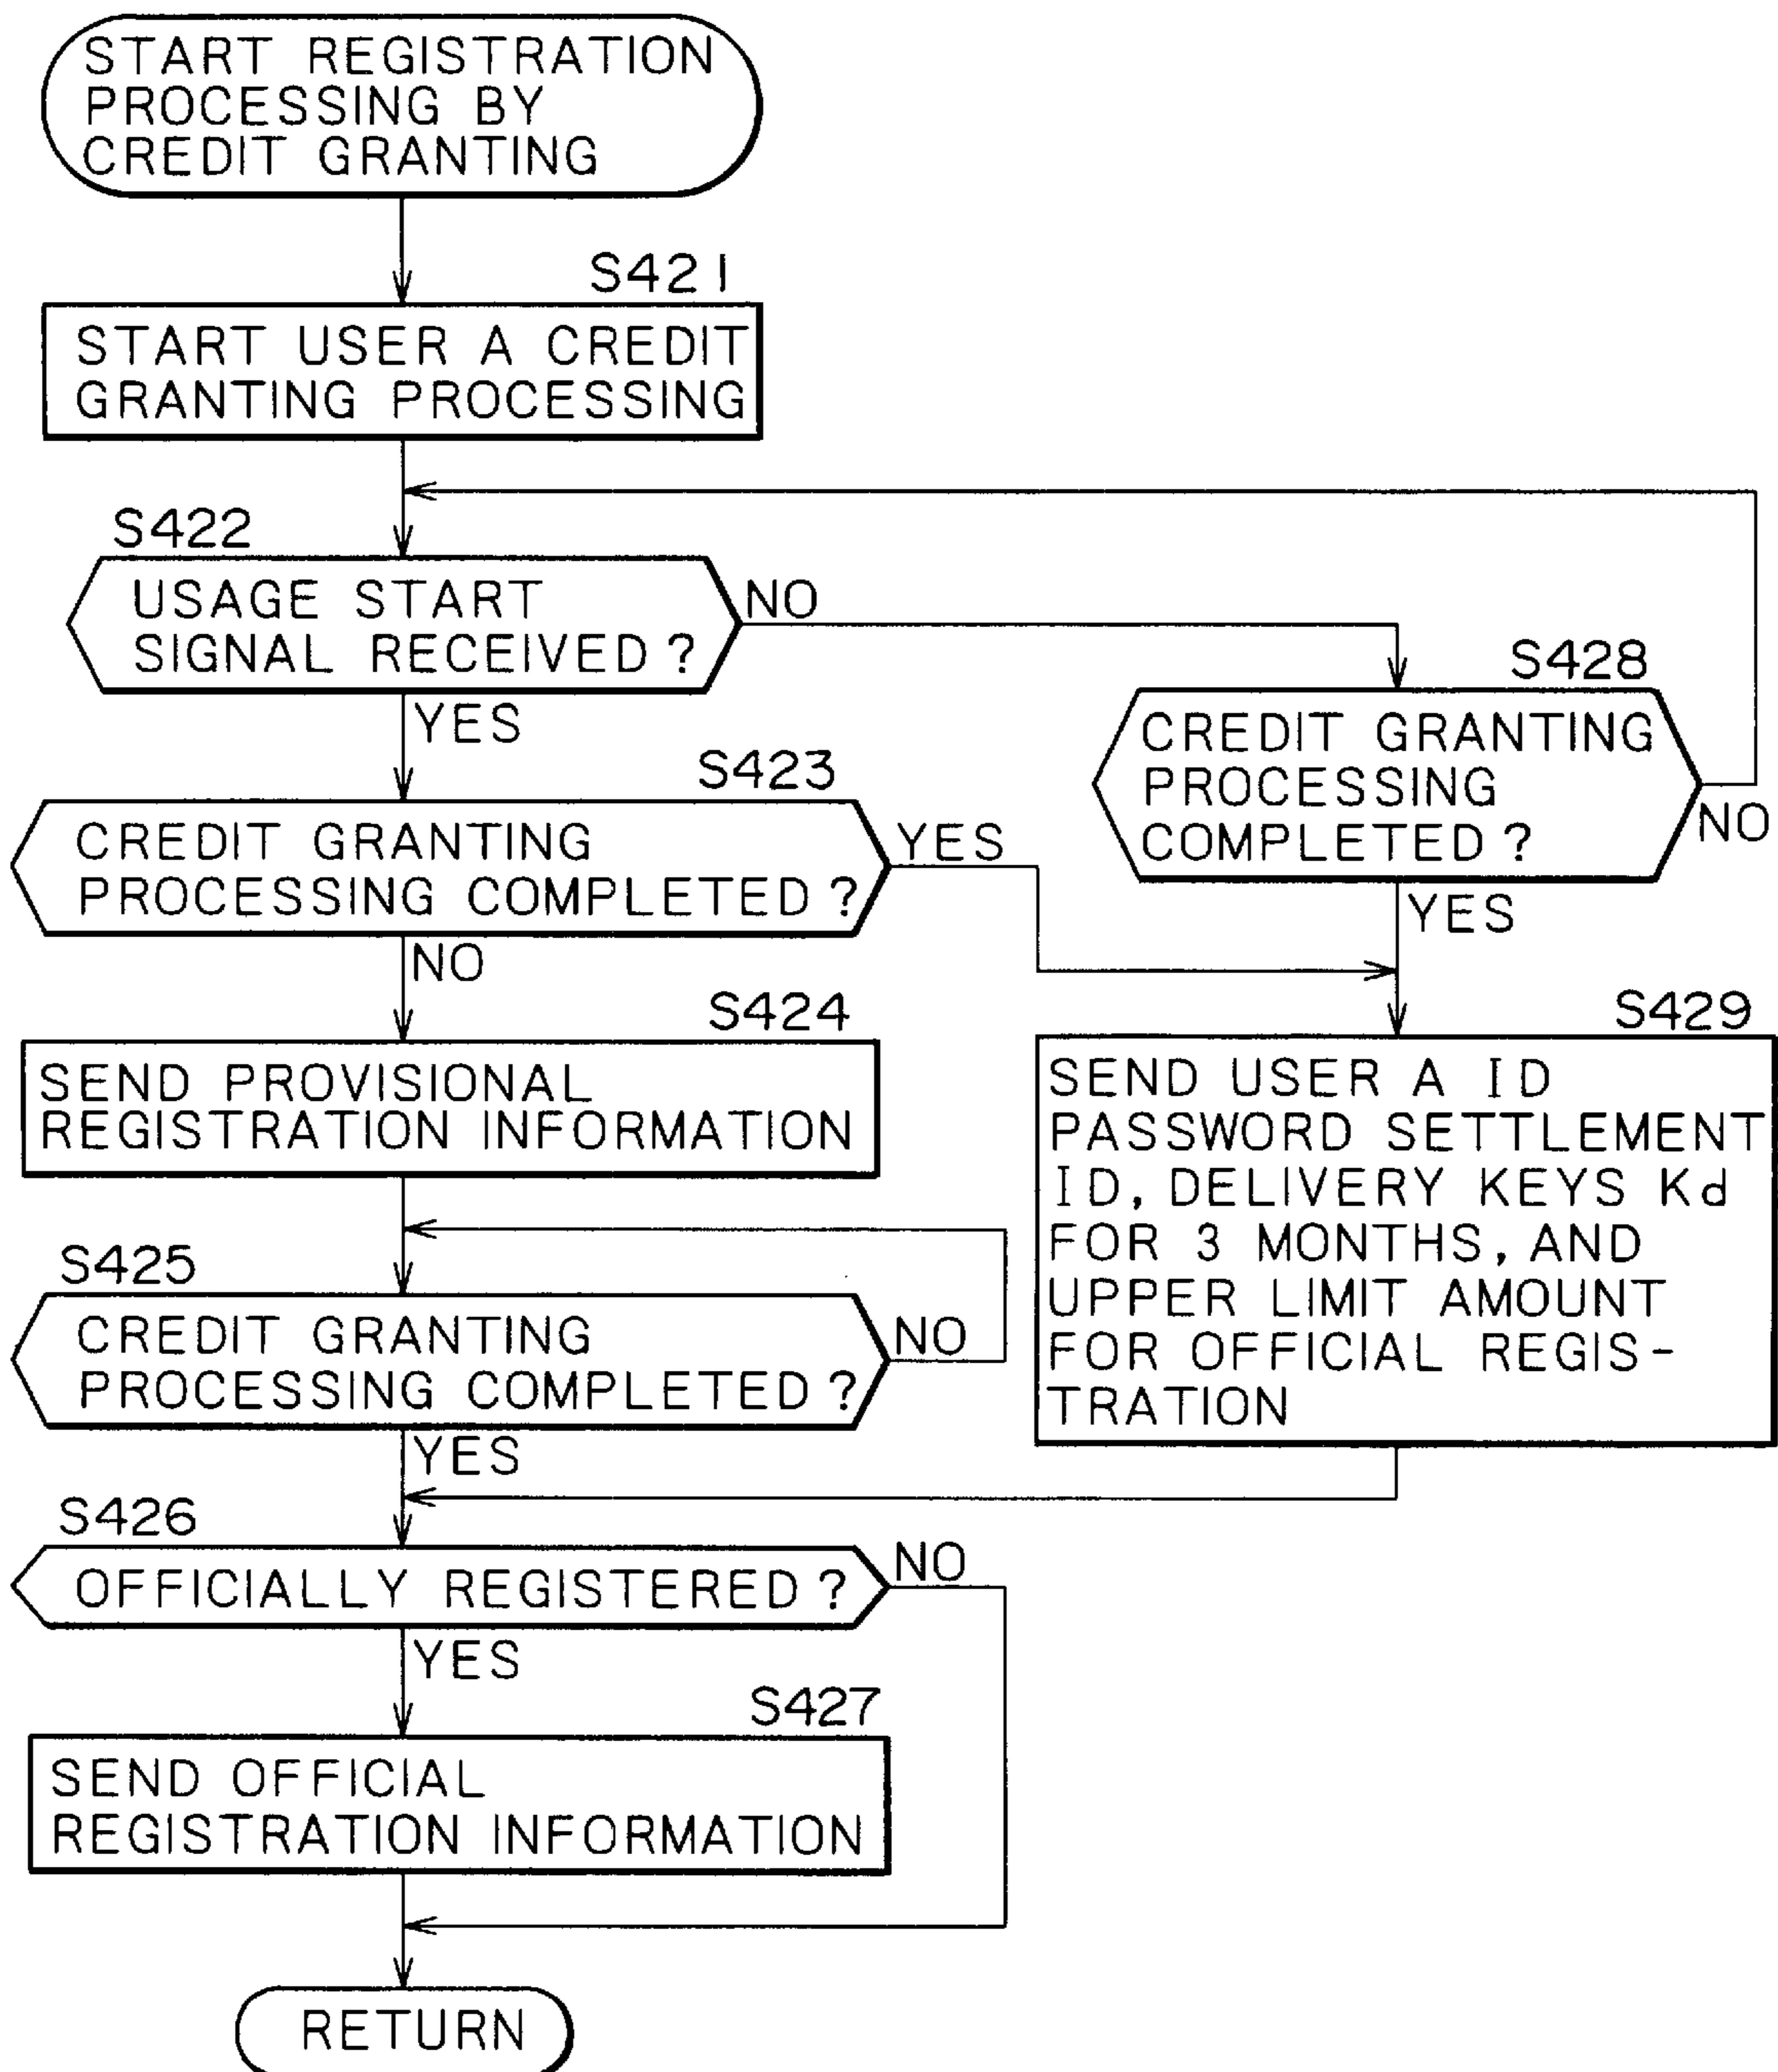 START REGISTRATION
PROCESSING BY
CREDIT GRANTING
S421
START USER A CREDIT
GRANTING PROCESSING
S422
USAGE START
SIGNAL RECEIVED ?
NO
YES
S428
CREDIT GRANTING
PROCESSING
COMPLETED ?
NO
YES
S423
CREDIT GRANTING
PROCESSING COMPLETED ?
YES
NO
S424
SEND PROVISIONAL
REGISTRATION INFORMATION
S429
SEND USER A ID
PASSWORD SETTLEMENT
ID, DELIVERY KEYS Kd
FOR 3 MONTHS, AND
UPPER LIMIT AMOUNT
FOR OFFICIAL REGIS-
TRATION
S425
CREDIT GRANTING
PROCESSING COMPLETED ?
NO
YES
S426
OFFICIALLY REGISTERED ?
NO
YES
S427
SEND OFFICIAL
REGISTRATION INFORMATION
RETURN